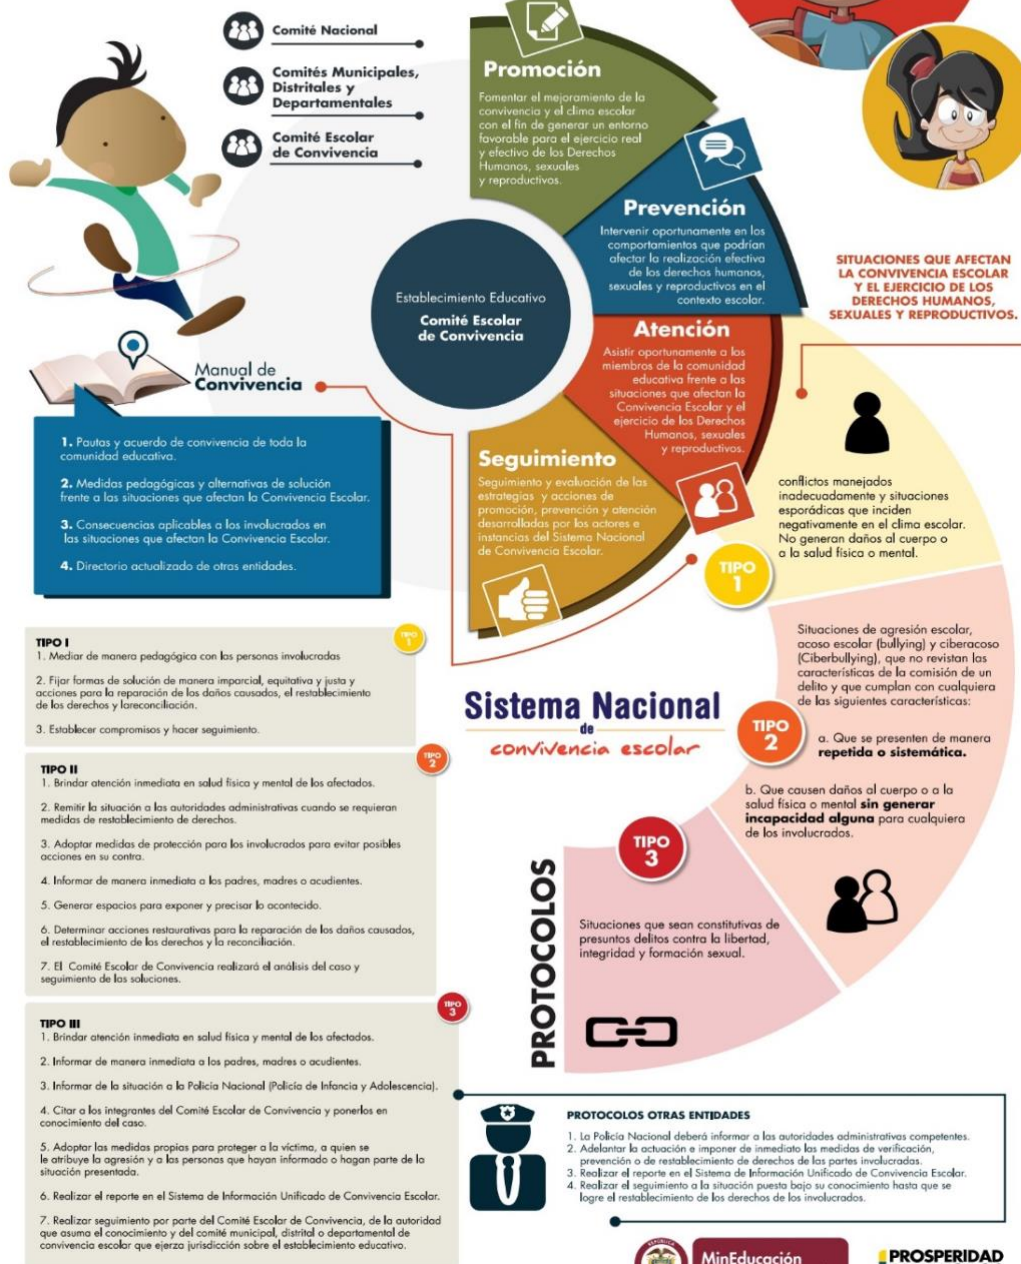 Comité Nacional
Comités Municipales,
Distritales y
Departamentales
Comité Escolar
de Convivencia
Promoción
Fomentar el mejoramiento de la
convivencia y el clima escolar
con el fin de generar un entorno
favorable para el ejercicio real
y efectivo de los Derechos
Humanos, sexuales
y reproductivos.
Prevención
Intervenir oportunamente en los
comportamientos que podrían
afectar la realización efectiva
de los derechos humanos,
sexuales y reproductivos en el
contexto escolar.
Establecimiento Educativo
Comité Escolar
de Convivencia
Atención
Asistir oportunamente a los
miembros de la comunidad
educativa frente a las
situaciones que afectan la
Convivencia Escolar y el
ejercicio de los Derechos
Humanos, sexuales
y reproductivos.
Seguimiento
Seguimiento y evaluación de las
estrategias y acciones de
promoción, prevención y atención
desarrolladas por los actores e
instancias del Sistema Nacional
de Convivencia Escolar.
SITUACIONES QUE AFECTAN
LA CONVIVENCIA ESCOLAR
Y EL EJERCICIO DE LOS
DERECHOS HUMANOS,
SEXUALES Y REPRODUCTIVOS.
Manual de
Convivencia
1. Pautas y acuerdo de convivencia de toda la
comunidad educativa.
2. Medidas pedagógicas y alternativas de solución
frente a las situaciones que afectan la Convivencia Escolar.
3. Consecuencias aplicables a los involucrados en
las situaciones que afectan la Convivencia Escolar.
4. Directorio actualizado de otras entidades.
conflictos manejados
inadecuadamente y situaciones
esporádicas que inciden
negativamente en el clima escolar.
No generan daños al cuerpo o
a la salud física o mental.
TIPO
1
Situaciones de agresión escolar,
acoso escolar (bullying) y ciberacoso
(Ciberbullying), que no revistan las
características de la comisión de un
delito y que cumplan con cualquiera
de las siguientes características:
a. Que se presenten de manera
repetida o sistemática.
b. Que causen daños al cuerpo o a la
salud física o mental sin generar
incapacidad alguna para cualquiera
de los involucrados.
TIPO
2
Sistema Nacional
de
convivencia escolar
TIPO
3
Situaciones que sean constitutivas de
presuntos delitos contra la libertad,
integridad y formación sexual.
PROTOCOLOS
TIPO I
TIPO
1
1. Mediar de manera pedagógica con las personas involucradas
2. Fijar formas de solución de manera imparcial, equitativa y justa y
acciones para la reparación de los daños causados, el restablecimiento
de los derechos y lareconciliación.
3. Establecer compromisos y hacer seguimiento.
TIPO II
TIPO
2
1. Brindar atención inmediata en salud física y mental de los afectados.
2. Remitir la situación a las autoridades administrativas cuando se requieran
medidas de restablecimiento de derechos.
3. Adoptar medidas de protección para los involucrados para evitar posibles
acciones en su contra.
4. Informar de manera inmediata a los padres, madres o acudientes.
5. Generar espacios para exponer y precisar lo acontecido.
6. Determinar acciones restaurativas para la reparación de los daños causados,
el restablecimiento de los derechos y la reconciliación.
7. El Comité Escolar de Convivencia realizará el análisis del caso y
seguimiento de las soluciones.
TIPO III
TIPO
3
1. Brindar atención inmediata en salud física y mental de los afectados.
2. Informar de manera inmediata a los padres, madres o acudientes.
3. Informar de la situación a la Policía Nacional (Policía de Infancia y Adolescencia).
4. Citar a los integrantes del Comité Escolar de Convivencia y ponerlos en
conocimiento del caso.
5. Adoptar las medidas propias para proteger a la víctima, a quien se
le atribuye la agresión y a las personas que hayan informado o hagan parte de la
situación presentada.
6. Realizar el reporte en el Sistema de Información Unificado de Convivencia Escolar.
7. Realizar seguimiento por parte del Comité Escolar de Convivencia, de la autoridad
que asuma el conocimiento y del comité municipal, distrital o departamental de
convivencia escolar que ejerza jurisdicción sobre el establecimiento educativo.
PROTOCOLOS OTRAS ENTIDADES
1. La Policía Nacional deberá informar a las autoridades administrativas competentes.
2. Adelantar la actuación e imponer de inmediato las medidas de verificación,
prevención o de restablecimiento de derechos de las partes involucradas.
3. Realizar el reporte en el Sistema de Información Unificado de Convivencia Escolar.
4. Realizar el seguimiento a la situación puesta bajo su conocimiento hasta que se
logre el restablecimiento de los derechos de los involucrados.
MinEducación
PROSPERIDAD